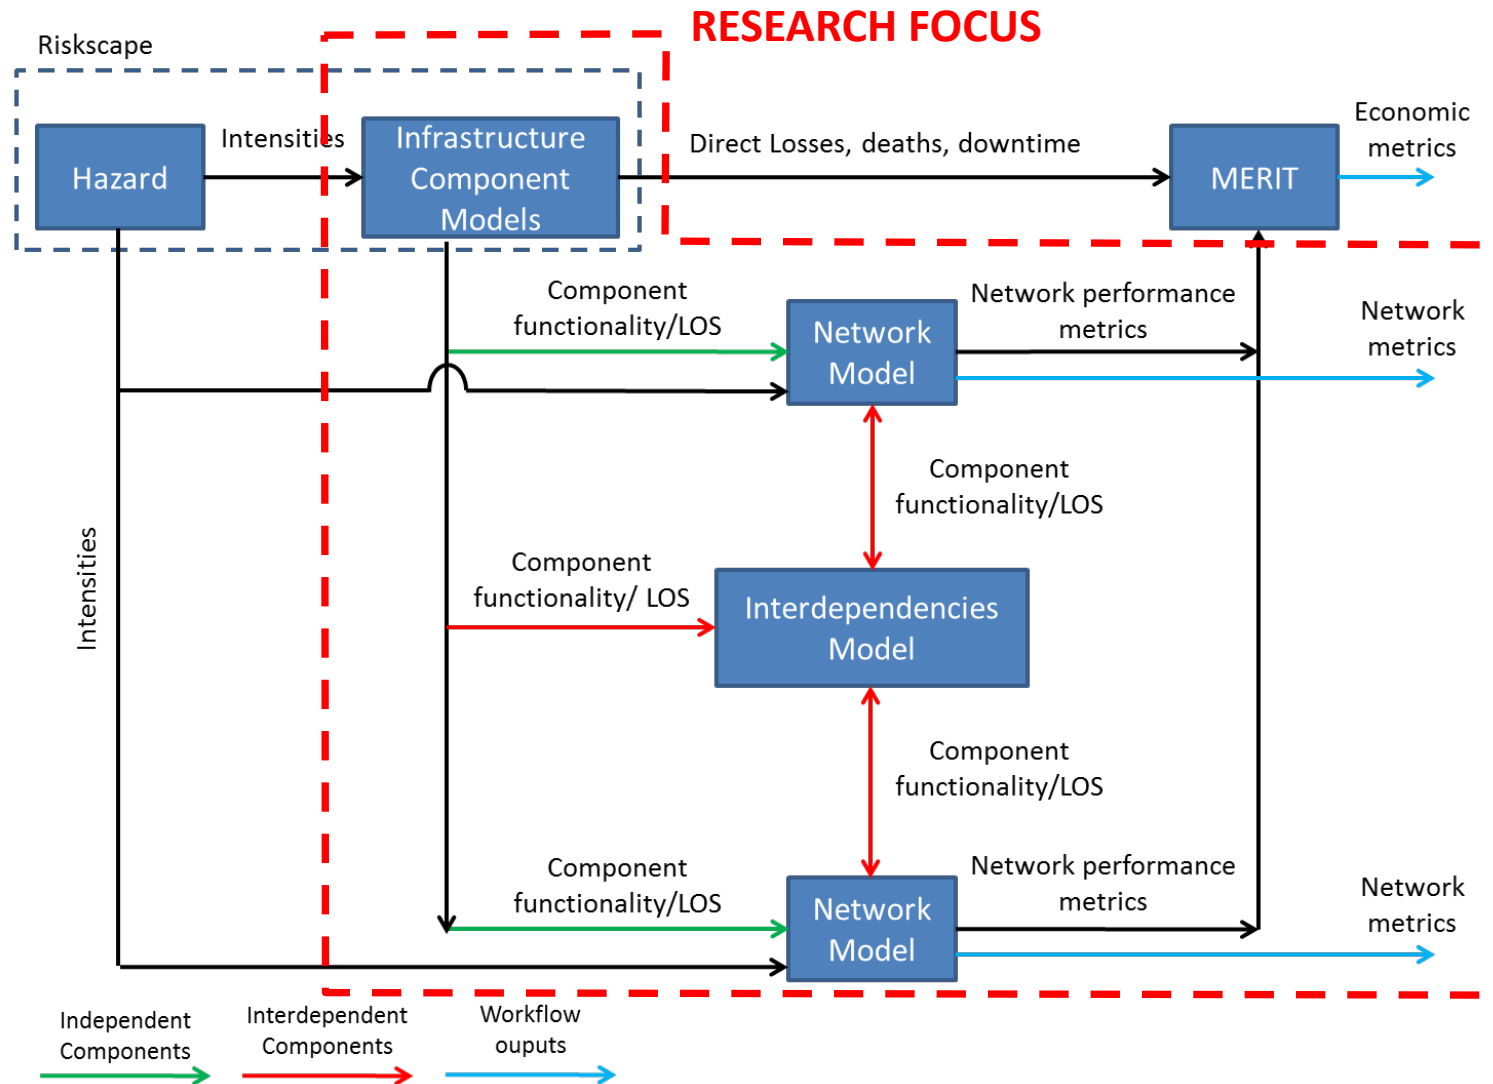 RESEARCH FOCUS
Riskscape
Hazard
Intensities
Infrastructure
Component
Models
Direct Losses, deaths, downtime
MERIT
Economic
metrics
Component
functionality/LOS
Network
Model
Network performance
metrics
Network
metrics
Component
functionality/LOS
Intensities
Component
functionality/ LOS
Interdependencies
Model
Component
functionality/LOS
Component
functionality/LOS
Network
Model
Network performance
metrics
Network
metrics
Independent
Components
Interdependent
Components
Workflow
ouputs